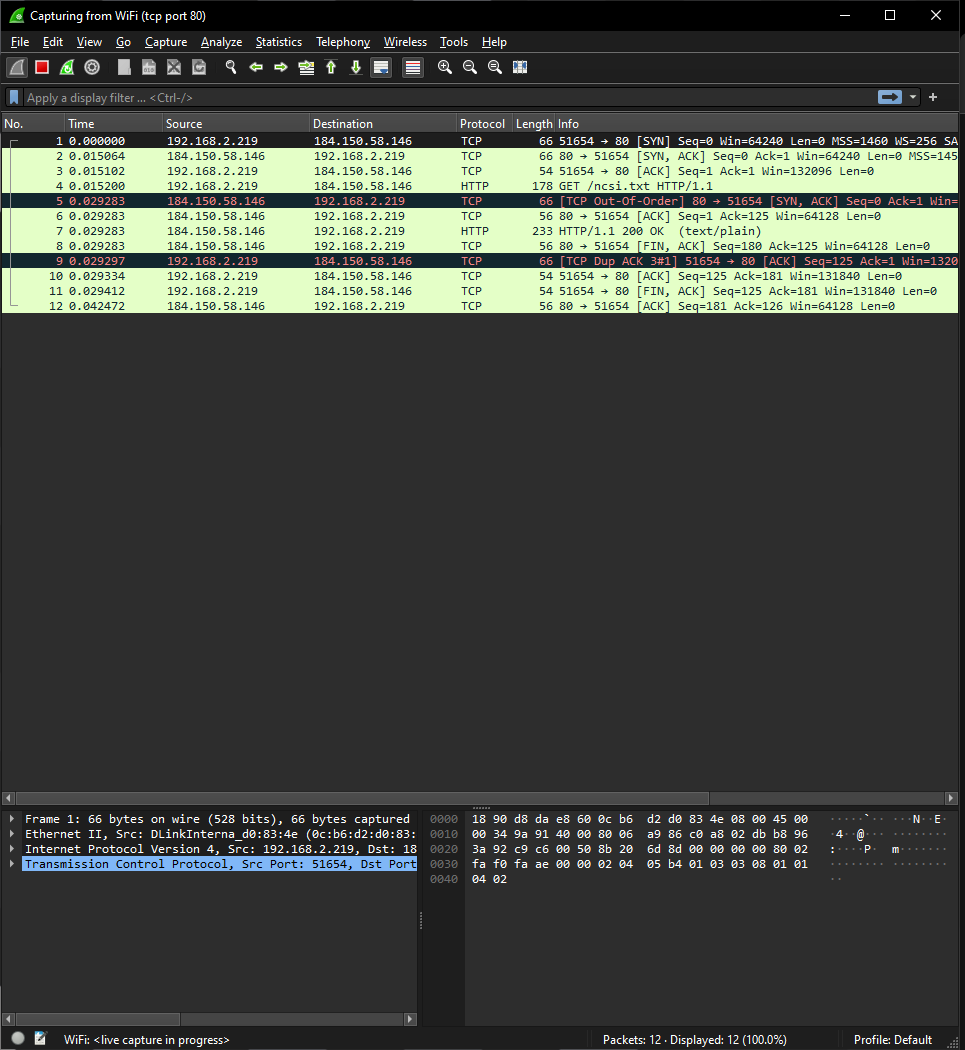 Capturing from WiFi (tcp port 80)
File Edit View Go Capture Analyze Statistics Telephony Wireless Tools Help
Apply a display filter ... <Ctrl-/>
No. Time Source Destination Protocol Length Info
1 0.000000 192.168.2.219 184.150.58.146 TCP 66 51654 → 80 [SYN] Seq=0 Win=64240 Len=0 MSS=1460 WS=256 SA
2 0.015064 184.150.58.146 192.168.2.219 TCP 66 80 → 51654 [SYN, ACK] Seq=0 Ack=1 Win=64240 Len=0 MSS=145
3 0.015102 192.168.2.219 184.150.58.146 TCP 54 51654 → 80 [ACK] Seq=1 Ack=1 Win=132096 Len=0
4 0.015200 192.168.2.219 184.150.58.146 HTTP 178 GET /ncsi.txt HTTP/1.1
5 0.029283 184.150.58.146 192.168.2.219 TCP 66 [TCP Out-Of-Order] 80 → 51654 [SYN, ACK] Seq=0 Ack=1 Win=
6 0.029283 184.150.58.146 192.168.2.219 TCP 56 80 → 51654 [ACK] Seq=1 Ack=125 Win=64128 Len=0
7 0.029283 184.150.58.146 192.168.2.219 HTTP 233 HTTP/1.1 200 OK (text/plain)
8 0.029283 184.150.58.146 192.168.2.219 TCP 56 80 → 51654 [FIN, ACK] Seq=180 Ack=125 Win=64128 Len=0
9 0.029297 192.168.2.219 184.150.58.146 TCP 66 [TCP Dup ACK 3#1] 51654 → 80 [ACK] Seq=125 Ack=1 Win=1320
10 0.029334 192.168.2.219 184.150.58.146 TCP 54 51654 → 80 [ACK] Seq=125 Ack=181 Win=131840 Len=0
11 0.029412 192.168.2.219 184.150.58.146 TCP 54 51654 → 80 [FIN, ACK] Seq=125 Ack=181 Win=131840 Len=0
12 0.042472 184.150.58.146 192.168.2.219 TCP 56 80 → 51654 [ACK] Seq=181 Ack=126 Win=64128 Len=0
Frame 1: 66 bytes on wire (528 bits), 66 bytes captured
Ethernet II, Src: DLinkInterna_d0:83:4e (0c:b6:d2:d0:83:
Internet Protocol Version 4, Src: 192.168.2.219, Dst: 18
Transmission Control Protocol, Src Port: 51654, Dst Port
0000 18 90 d8 da e8 60 0c b6 d2 d0 83 4e 08 00 45 00 ·····`·· ···N··E·
0010 00 34 9a 91 40 00 80 06 a9 86 c0 a8 02 db b8 96 ·4··@··· ········
0020 3a 92 c9 c6 00 50 8b 20 6d 8d 00 00 00 00 80 02 :····P·  m·······
0030 fa f0 fa ae 00 00 02 04 05 b4 01 03 03 08 01 01 ········ ········
0040 04 02 ··
WiFi: <live capture in progress>
Packets: 12 · Displayed: 12 (100.0%)
Profile: Default